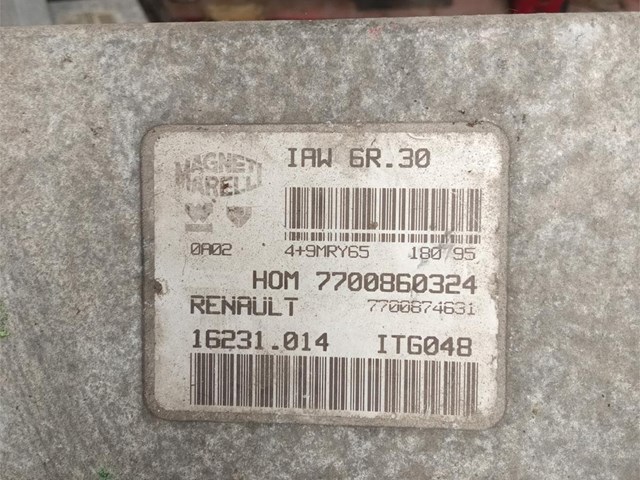 MAGNETI
MARELLI
IAW 6R.30
0A02 4+9MRY65 180/95
HOM 7700860324
RENAULT 7700874631
16231.014 ITG048